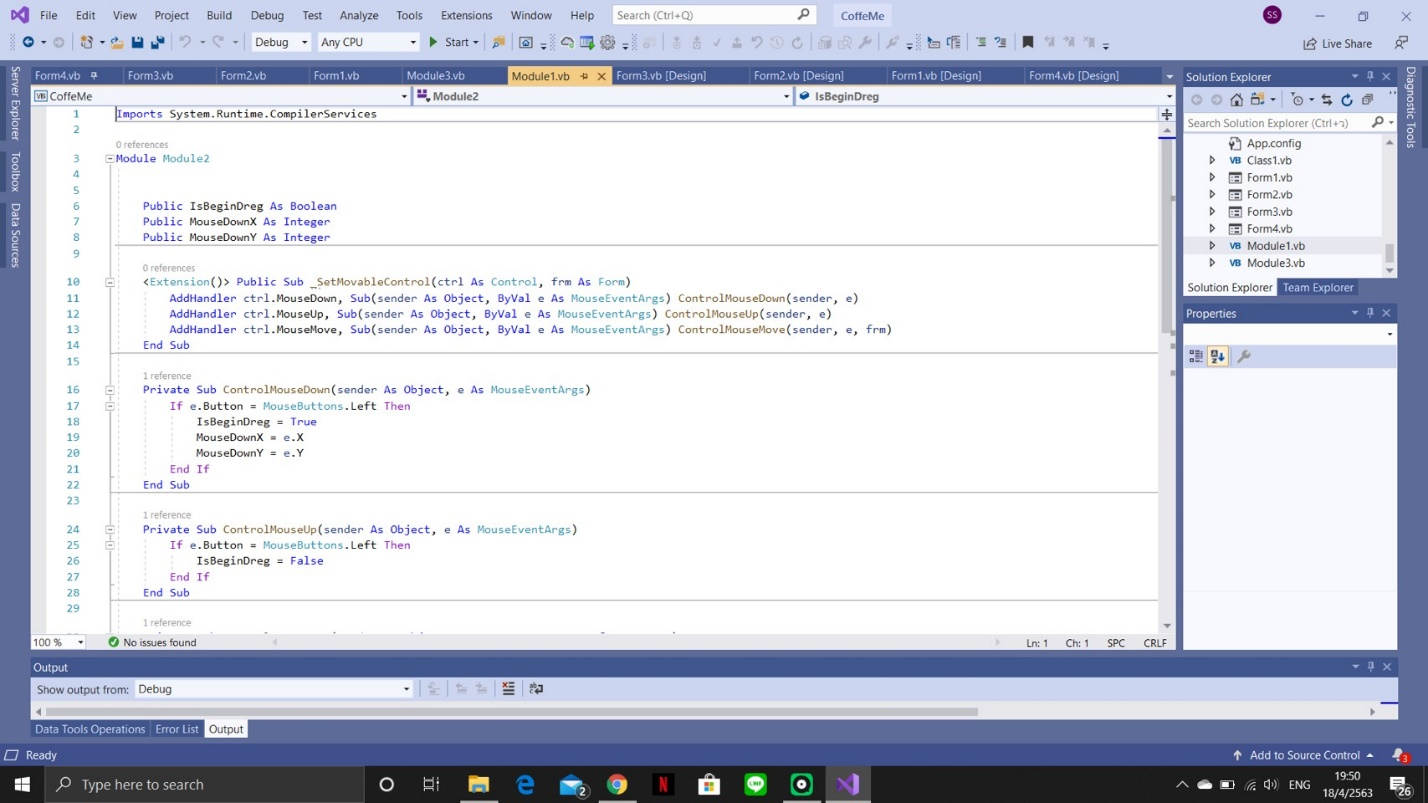 File Edit View Project Build Debug Test Analyze Tools Extensions Window Help Search (Ctrl+Q) CoffeMe SS
Debug Any CPU Start Live Share
Form4.vb Form3.vb Form2.vb Form1.vb Module3.vb Module1.vb Form3.vb [Design] Form2.vb [Design] Form1.vb [Design] Form4.vb [Design]
VB CoffeMe Module2 IsBeginDreg
Server Explorer
Toolbox
Data Sources
1 Imports System.Runtime.CompilerServices
2
0 references
3 Module Module2
4
5
6 Public IsBeginDreg As Boolean
7 Public MouseDownX As Integer
8 Public MouseDownY As Integer
9
0 references
10 <Extension()> Public Sub _SetMovableControl(ctrl As Control, frm As Form)
11 AddHandler ctrl.MouseDown, Sub(sender As Object, ByVal e As MouseEventArgs) ControlMouseDown(sender, e)
12 AddHandler ctrl.MouseUp, Sub(sender As Object, ByVal e As MouseEventArgs) ControlMouseUp(sender, e)
13 AddHandler ctrl.MouseMove, Sub(sender As Object, ByVal e As MouseEventArgs) ControlMouseMove(sender, e, frm)
14 End Sub
15
1 reference
16 Private Sub ControlMouseDown(sender As Object, e As MouseEventArgs)
17 If e.Button = MouseButtons.Left Then
18 IsBeginDreg = True
19 MouseDownX = e.X
20 MouseDownY = e.Y
21 End If
22 End Sub
23
1 reference
24 Private Sub ControlMouseUp(sender As Object, e As MouseEventArgs)
25 If e.Button = MouseButtons.Left Then
26 IsBeginDreg = False
27 End If
28 End Sub
29
1 reference
100 % No issues found Ln: 1 Ch: 1 SPC CRLF
Solution Explorer
Search Solution Explorer (Ctrl+า)
App.config
VB Class1.vb
Form1.vb
Form2.vb
Form3.vb
Form4.vb
VB Module1.vb
VB Module3.vb
Solution Explorer Team Explorer
Properties
Diagnostic Tools
Output
Show output from: Debug
Data Tools Operations Error List Output
Ready Add to Source Control 3
Type here to search 2 N LINE ENG 19:50
18/4/2563 26